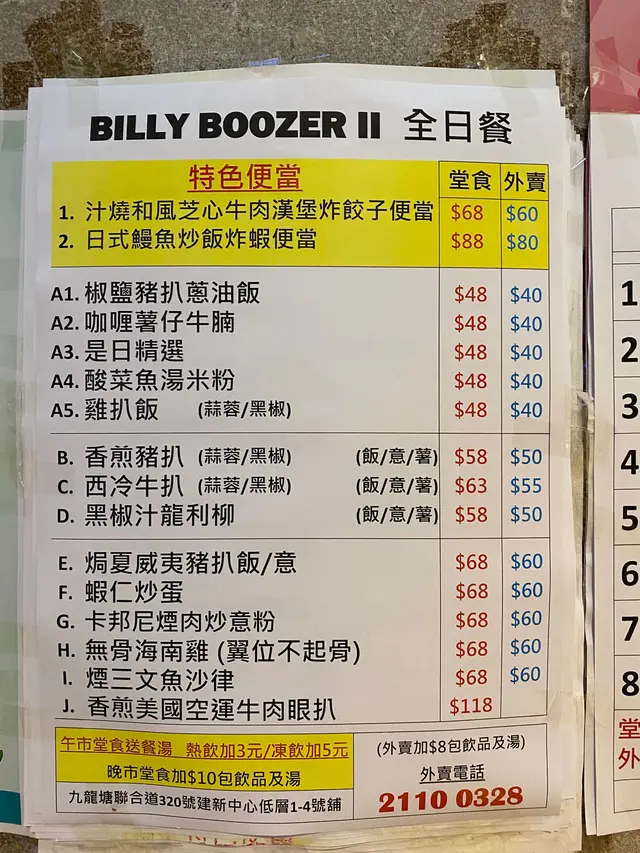 BILLY BOOZER II 全日餐
特色便當 堂食 外賣
1. 汁燒和風芝心牛肉漢堡炸餃子便當 $68 $60
2. 日式鰻魚炒飯炸蝦便當 $88 $80
A1. 椒鹽豬扒蔥油飯 $48 $40
A2. 咖喱薯仔牛腩 $48 $40
A3. 是日精選 $48 $40
A4. 酸菜魚湯米粉 $48 $40
A5. 雞扒飯 (蒜蓉/黑椒) $48 $40
B. 香煎豬扒 (蒜蓉/黑椒) (飯/意/薯) $58 $50
C. 西冷牛扒 (蒜蓉/黑椒) (飯/意/薯) $63 $55
D. 黑椒汁龍利柳 (飯/意/薯) $58 $50
E. 焗夏威夷豬扒飯/意 $68 $60
F. 蝦仁炒蛋 $68 $60
G. 卡邦尼煙肉炒意粉 $68 $60
H. 無骨海南雞 (翼位不起骨) $68 $60
I. 煙三文魚沙律 $68 $60
J. 香煎美國空運牛肉眼扒 $118
午市堂食送餐湯 熱飲加3元/凍飲加5元
晚市堂食加$10包飲品及湯
九龍塘聯合道320號建新中心低層1-4號舖
(外賣加$8包飲品及湯)
外賣電話
2110 0328
1
2
3
4
5
6
7
8
堂
外